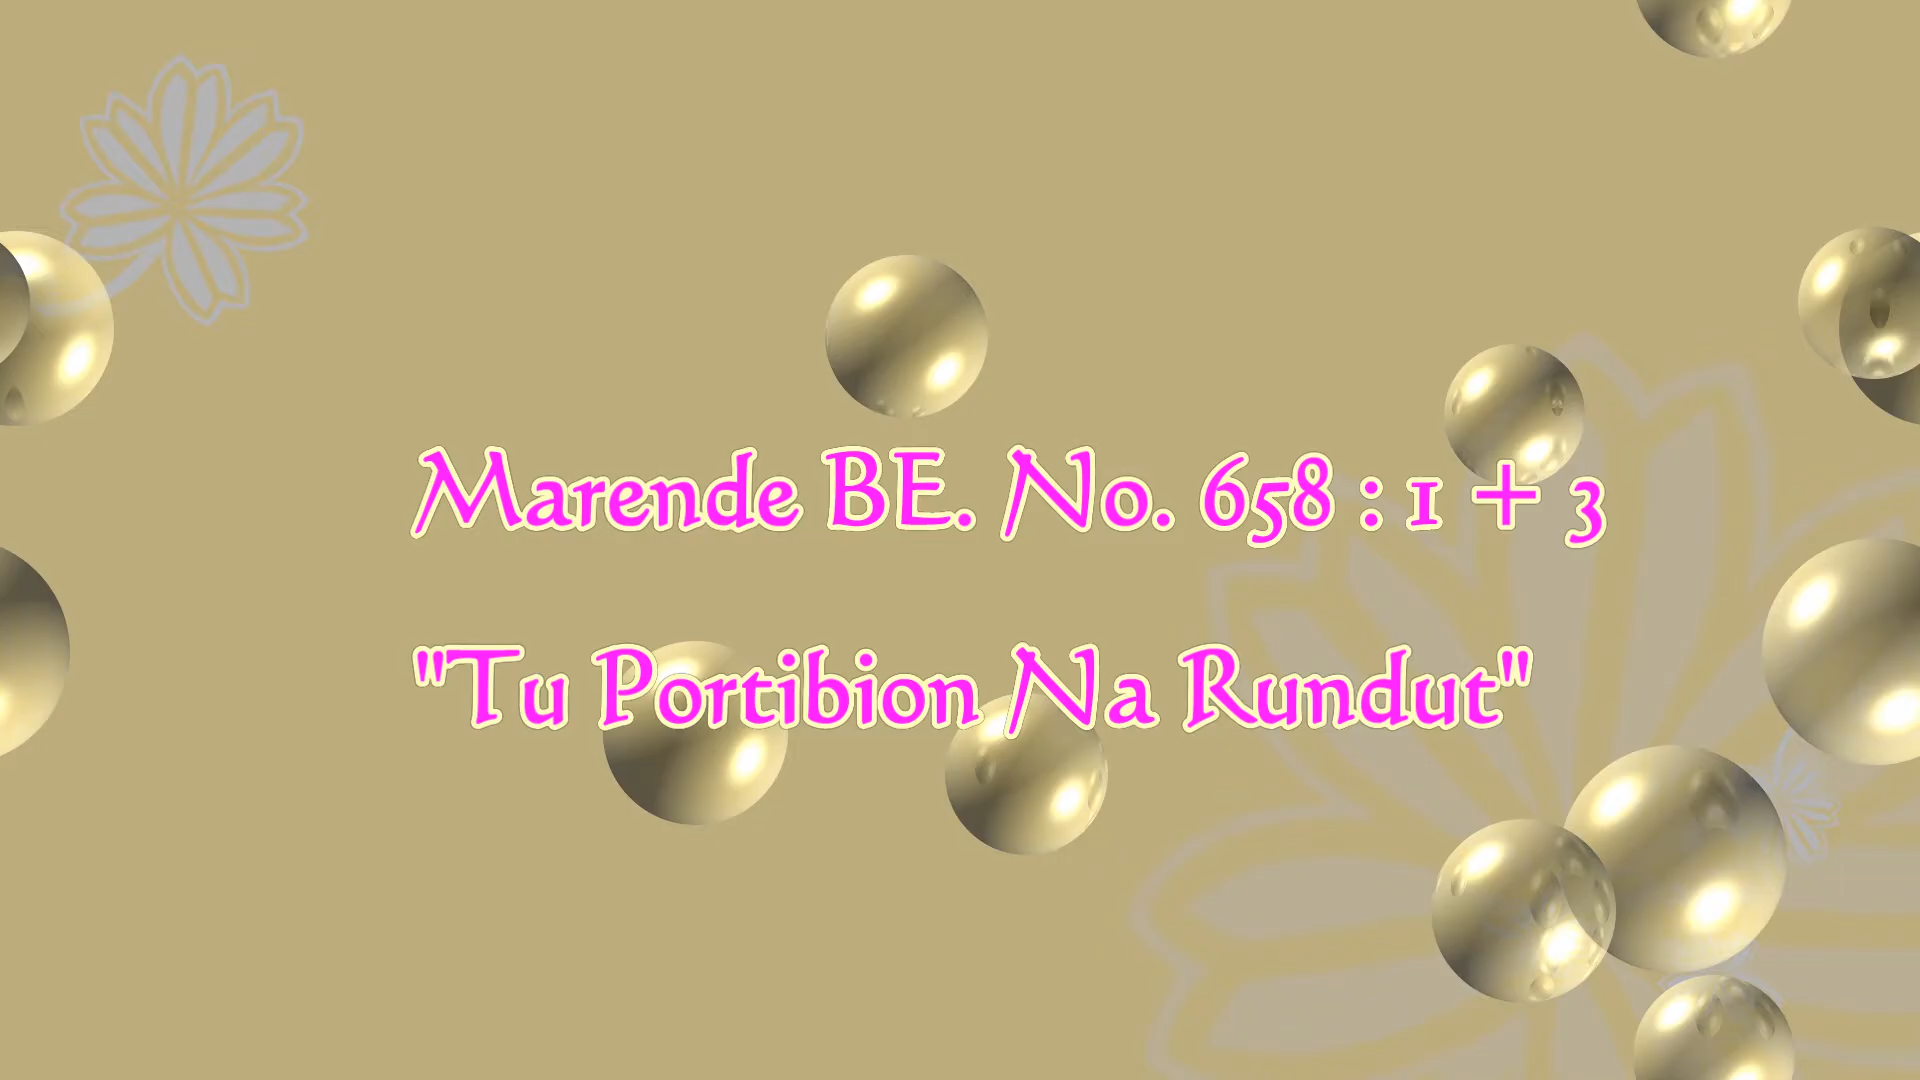 Marende BE. No. 658 : 1 + 3
"Tu Portibion Na Rundut"